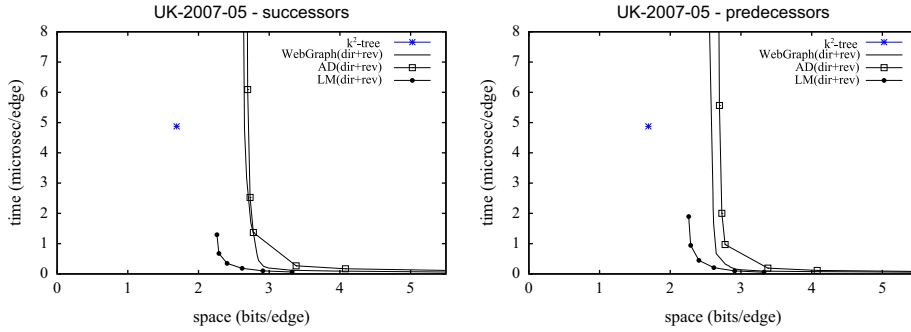 UK-2007-05 - successors
k²-tree
WebGraph(dir+rev)
AD(dir+rev)
LM(dir+rev)
time (microsec/edge)
8
7
6
5
4
3
2
1
0
0 1 2 3 4 5
space (bits/edge)
UK-2007-05 - predecessors
k²-tree
WebGraph(dir+rev)
AD(dir+rev)
LM(dir+rev)
time (microsec/edge)
8
7
6
5
4
3
2
1
0
0 1 2 3 4 5
space (bits/edge)